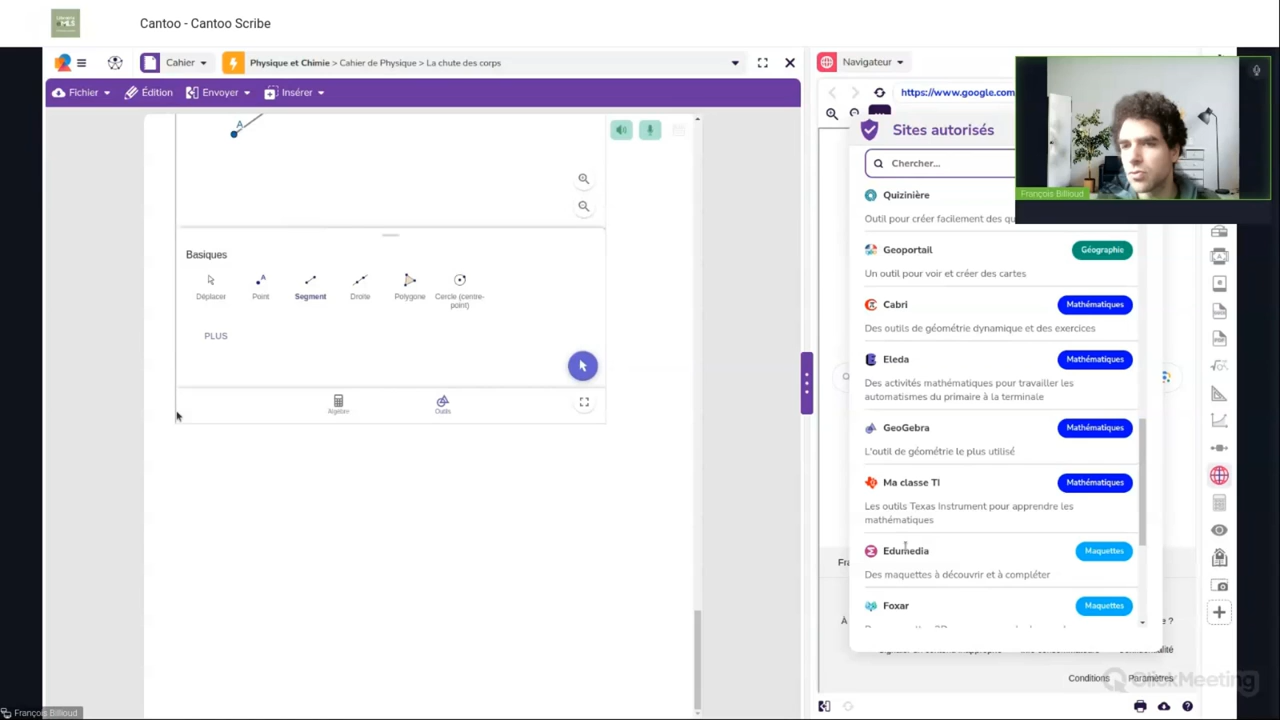 Cantoo - Cantoo Scribe
Cahier
Physique et Chimie > Cahier de Physique > La chute des corps
Fichier
Édition
Envoyer
Insérer
A
Basiques
Déplacer
Point
Segment
Droite
Polygone
Cercle (centre-
point)
PLUS
Algèbre
Outils
Navigateur
https://www.google.com
Sites autorisés
Chercher...
Quizinière
Outil pour créer facilement des
Geoportail
Géographie
Un outil pour voir et créer des cartes
Cabri
Mathématiques
Des outils de géométrie dynamique et des exercices
Eleda
Mathématiques
Des activités mathématiques pour travailler les
automatismes du primaire à la terminale
GeoGebra
Mathématiques
L'outil de géométrie le plus utilisé
Ma classe TI
Mathématiques
Les outils Texas Instrument pour apprendre les
mathématiques
Edumedia
Maquettes
Des maquettes à découvrir et à compléter
Foxar
Maquettes
Conditions
Paramètres
ClickMeeting
François Billoud
François Billoud